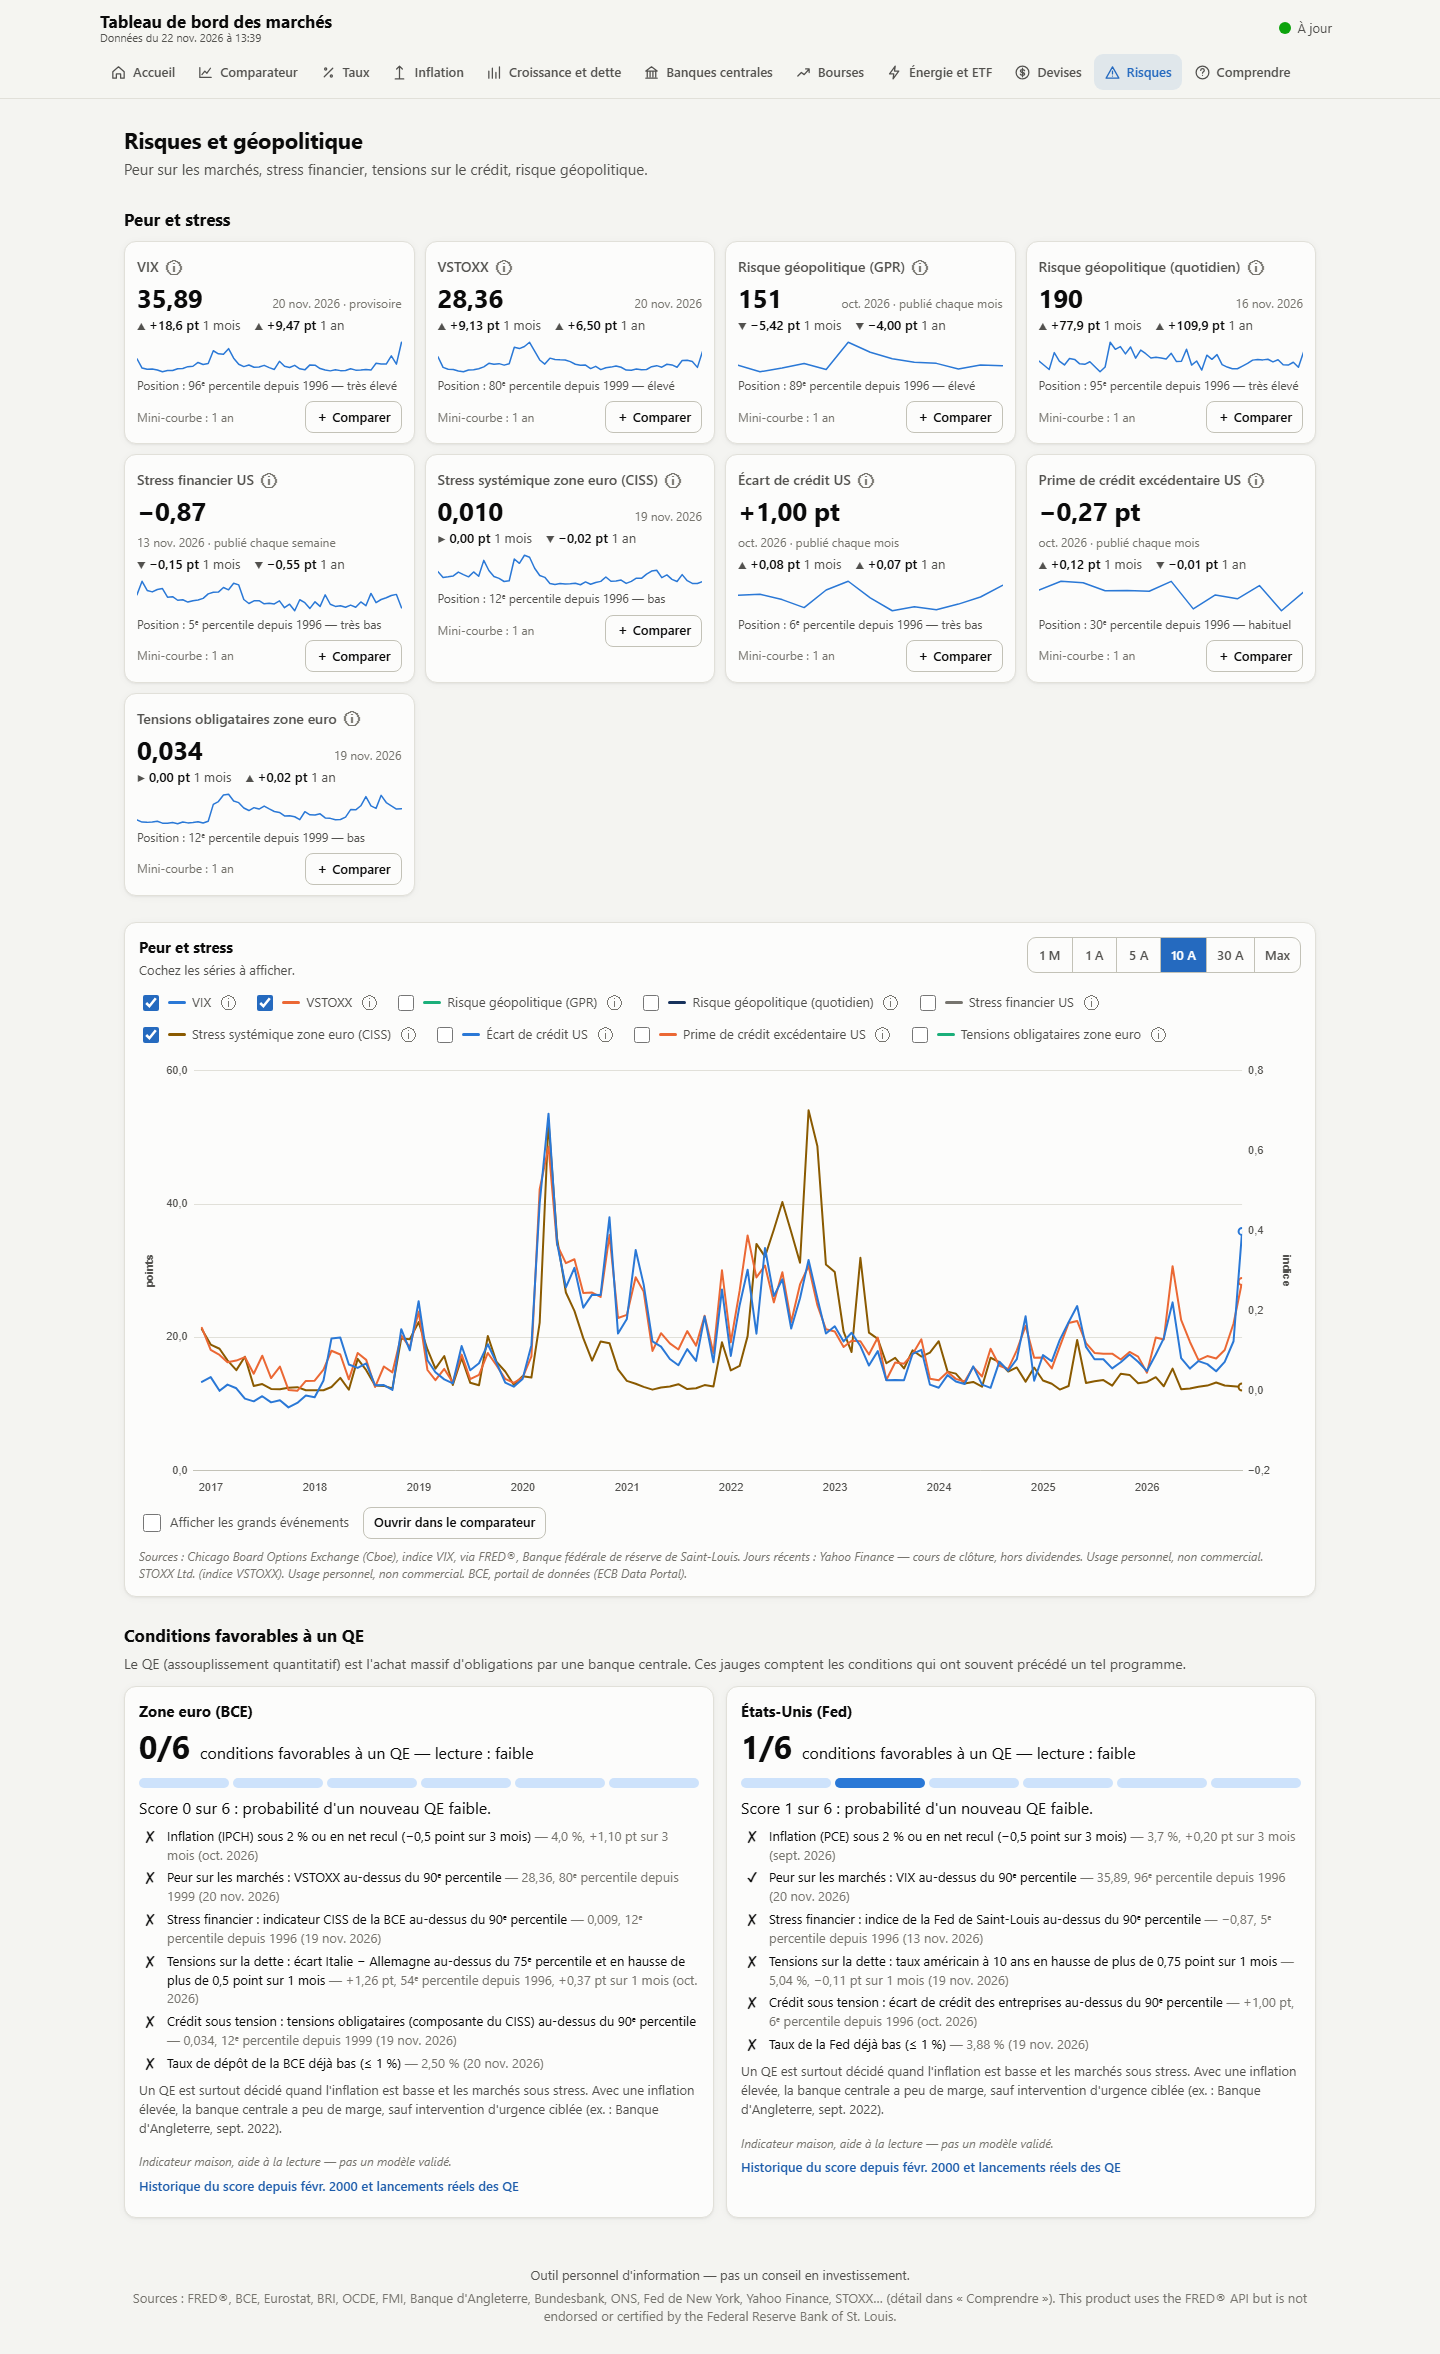 Tableau de bord des marchés
Données du 22 nov. 2026 à 13:39
À jour
Accueil Comparateur Taux Inflation Croissance et dette Banques centrales Bourses Énergie et ETF Devises Risques Comprendre
Risques et géopolitique
Peur sur les marchés, stress financier, tensions sur le crédit, risque géopolitique.
Peur et stress
VIX
35,89 20 nov. 2026 · provisoire
▲ +18,6 pt 1 mois ▲ +9,47 pt 1 an
Position : 96ᵉ percentile depuis 1996 — très élevé
Mini-courbe : 1 an + Comparer
VSTOXX
28,36 20 nov. 2026
▲ +9,13 pt 1 mois ▲ +6,50 pt 1 an
Position : 80ᵉ percentile depuis 1999 — élevé
Mini-courbe : 1 an + Comparer
Risque géopolitique (GPR)
151 oct. 2026 · publié chaque mois
▼ −5,42 pt 1 mois ▼ −4,00 pt 1 an
Position : 89ᵉ percentile depuis 1996 — élevé
Mini-courbe : 1 an + Comparer
Risque géopolitique (quotidien)
190 16 nov. 2026
▲ +77,9 pt 1 mois ▲ +109,9 pt 1 an
Position : 95ᵉ percentile depuis 1996 — très élevé
Mini-courbe : 1 an + Comparer
Stress financier US
−0,87
13 nov. 2026 · publié chaque semaine
▼ −0,15 pt 1 mois ▼ −0,55 pt 1 an
Position : 5ᵉ percentile depuis 1996 — très bas
Mini-courbe : 1 an + Comparer
Stress systémique zone euro (CISS)
0,010 19 nov. 2026
▶ 0,00 pt 1 mois ▼ −0,02 pt 1 an
Position : 12ᵉ percentile depuis 1996 — bas
Mini-courbe : 1 an + Comparer
Écart de crédit US
+1,00 pt
oct. 2026 · publié chaque mois
▲ +0,08 pt 1 mois ▲ +0,07 pt 1 an
Position : 6ᵉ percentile depuis 1996 — très bas
Mini-courbe : 1 an + Comparer
Prime de crédit excédentaire US
−0,27 pt
oct. 2026 · publié chaque mois
▲ +0,12 pt 1 mois ▼ −0,01 pt 1 an
Position : 30ᵉ percentile depuis 1996 — habituel
Mini-courbe : 1 an + Comparer
Tensions obligataires zone euro
0,034 19 nov. 2026
▶ 0,00 pt 1 mois ▲ +0,02 pt 1 an
Position : 12ᵉ percentile depuis 1999 — bas
Mini-courbe : 1 an + Comparer
Peur et stress
Cochez les séries à afficher.
1 M 1 A 5 A 10 A 30 A Max
VIX VSTOXX Risque géopolitique (GPR) Risque géopolitique (quotidien) Stress financier US
Stress systémique zone euro (CISS) Écart de crédit US Prime de crédit excédentaire US Tensions obligataires zone euro
60,0 0,8
0,6
40,0 0,4
points indice
0,2
20,0
0,0
0,0 −0,2
2017 2018 2019 2020 2021 2022 2023 2024 2025 2026
Afficher les grands événements Ouvrir dans le comparateur
Sources : Chicago Board Options Exchange (Cboe), indice VIX, via FRED®, Banque fédérale de réserve de Saint-Louis. Jours récents : Yahoo Finance — cours de clôture, hors dividendes. Usage personnel, non commercial.
STOXX Ltd. (indice VSTOXX). Usage personnel, non commercial. BCE, portail de données (ECB Data Portal).
Conditions favorables à un QE
Le QE (assouplissement quantitatif) est l'achat massif d'obligations par une banque centrale. Ces jauges comptent les conditions qui ont souvent précédé un tel programme.
Zone euro (BCE)
0/6 conditions favorables à un QE — lecture : faible
Score 0 sur 6 : probabilité d'un nouveau QE faible.
✗ Inflation (IPCH) sous 2 % ou en net recul (−0,5 point sur 3 mois) — 4,0 %, +1,10 pt sur 3
mois (oct. 2026)
✗ Peur sur les marchés : VSTOXX au-dessus du 90ᵉ percentile — 28,36, 80ᵉ percentile depuis
1999 (20 nov. 2026)
✗ Stress financier : indicateur CISS de la BCE au-dessus du 90ᵉ percentile — 0,009, 12ᵉ
percentile depuis 1996 (19 nov. 2026)
✗ Tensions sur la dette : écart Italie − Allemagne au-dessus du 75ᵉ percentile et en hausse de
plus de 0,5 point sur 1 mois — +1,26 pt, 54ᵉ percentile depuis 1996, +0,37 pt sur 1 mois (oct.
2026)
✗ Crédit sous tension : tensions obligataires (composante du CISS) au-dessus du 90ᵉ percentile
— 0,034, 12ᵉ percentile depuis 1999 (19 nov. 2026)
✗ Taux de dépôt de la BCE déjà bas (≤ 1 %) — 2,50 % (20 nov. 2026)
Un QE est surtout décidé quand l'inflation est basse et les marchés sous stress. Avec une inflation
élevée, la banque centrale a peu de marge, sauf intervention d'urgence ciblée (ex. : Banque
d'Angleterre, sept. 2022).
Indicateur maison, aide à la lecture — pas un modèle validé.
Historique du score depuis févr. 2000 et lancements réels des QE
États-Unis (Fed)
1/6 conditions favorables à un QE — lecture : faible
Score 1 sur 6 : probabilité d'un nouveau QE faible.
✗ Inflation (PCE) sous 2 % ou en net recul (−0,5 point sur 3 mois) — 3,7 %, +0,20 pt sur 3 mois
(sept. 2026)
✓ Peur sur les marchés : VIX au-dessus du 90ᵉ percentile — 35,89, 96ᵉ percentile depuis 1996
(20 nov. 2026)
✗ Stress financier : indice de la Fed de Saint-Louis au-dessus du 90ᵉ percentile — −0,87, 5ᵉ
percentile depuis 1996 (13 nov. 2026)
✗ Tensions sur la dette : taux américain à 10 ans en hausse de plus de 0,75 point sur 1 mois —
5,04 %, −0,11 pt sur 1 mois (19 nov. 2026)
✗ Crédit sous tension : écart de crédit des entreprises au-dessus du 90ᵉ percentile — +1,00 pt,
6ᵉ percentile depuis 1996 (oct. 2026)
✗ Taux de la Fed déjà bas (≤ 1 %) — 3,88 % (19 nov. 2026)
Un QE est surtout décidé quand l'inflation est basse et les marchés sous stress. Avec une inflation
élevée, la banque centrale a peu de marge, sauf intervention d'urgence ciblée (ex. : Banque
d'Angleterre, sept. 2022).
Indicateur maison, aide à la lecture — pas un modèle validé.
Historique du score depuis févr. 2000 et lancements réels des QE
Outil personnel d'information — pas un conseil en investissement.
Sources : FRED®, BCE, Eurostat, BRI, OCDE, FMI, Banque d'Angleterre, Bundesbank, ONS, Fed de New York, Yahoo Finance, STOXX… (détail dans « Comprendre »). This product uses the FRED® API but is not
endorsed or certified by the Federal Reserve Bank of St. Louis.